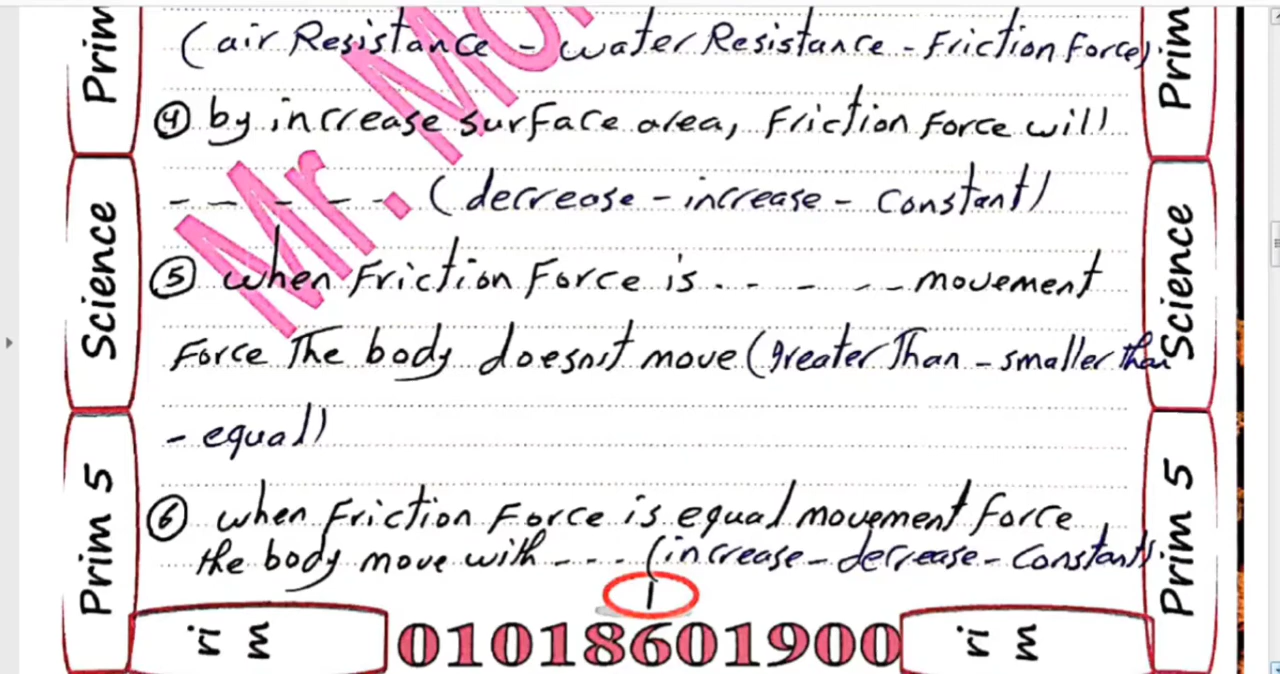 (air Resistance - water Resistance - Friction Force).
④ by increase surface area, Friction Force will
- - - - - . (decrease - increase - Constant)
⑤ when Friction Force is . - - - - movement
Force The body doesn't move (greater Than - smaller than
- equal)
⑥ when Friction Force is equal movement force
the body move with - - - - (increase - decrease - Constant).
1
01018601900
Prim
Science
Prim 5
Prim
Science
Prim 5
Mr. Mo